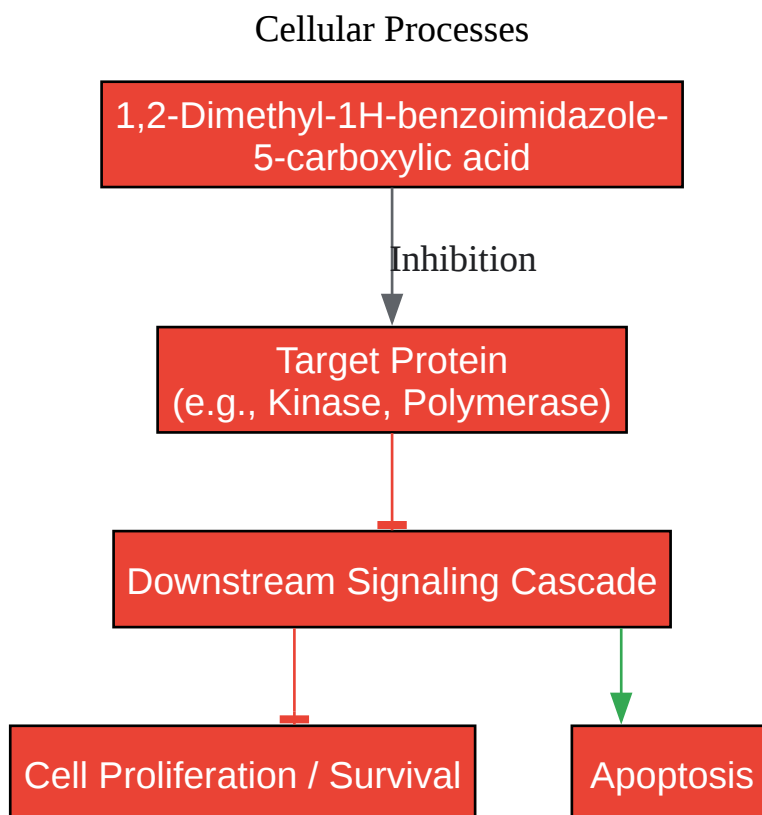 Cellular Processes
1,2-Dimethyl-1H-benzoimidazole-
5-carboxylic acid
Inhibition
Target Protein
(e.g., Kinase, Polymerase)
Downstream Signaling Cascade
Cell Proliferation / Survival
Apoptosis